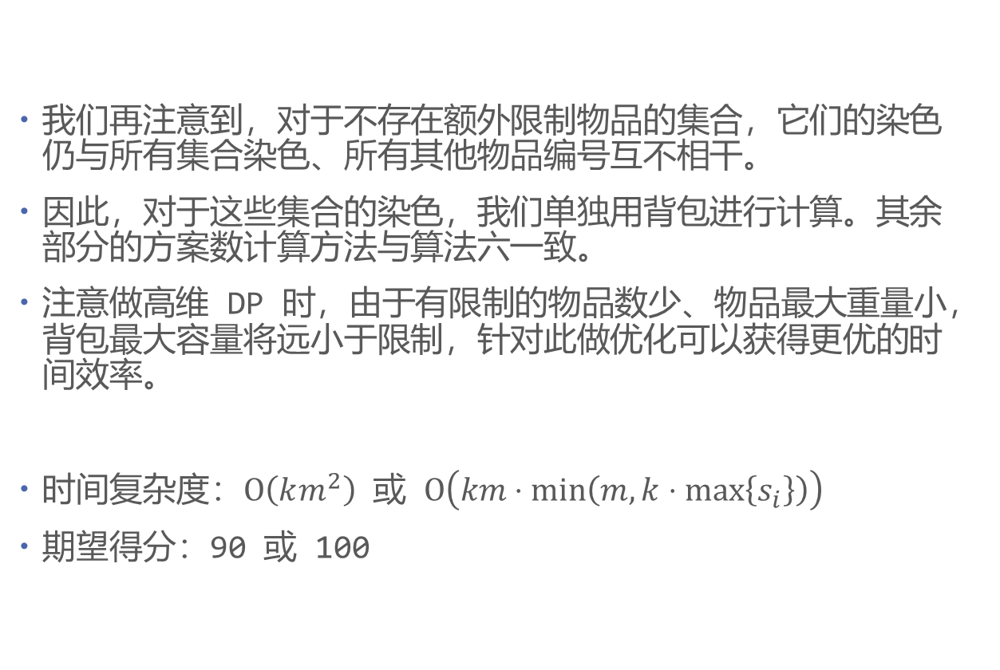 • 我们再注意到，对于不存在额外限制物品的集合，它们的染色
仍与所有集合染色、所有其他物品编号互不相干。
• 因此，对于这些集合的染色，我们单独用背包进行计算。其余
部分的方案数计算方法与算法六一致。
• 注意做高维 DP 时，由于有限制的物品数少、物品最大重量小，
背包最大容量将远小于限制，针对此做优化可以获得更优的时
间效率。
• 时间复杂度：O(km²) 或 O(km · min(m, k · max{sᵢ}))
• 期望得分：90 或 100